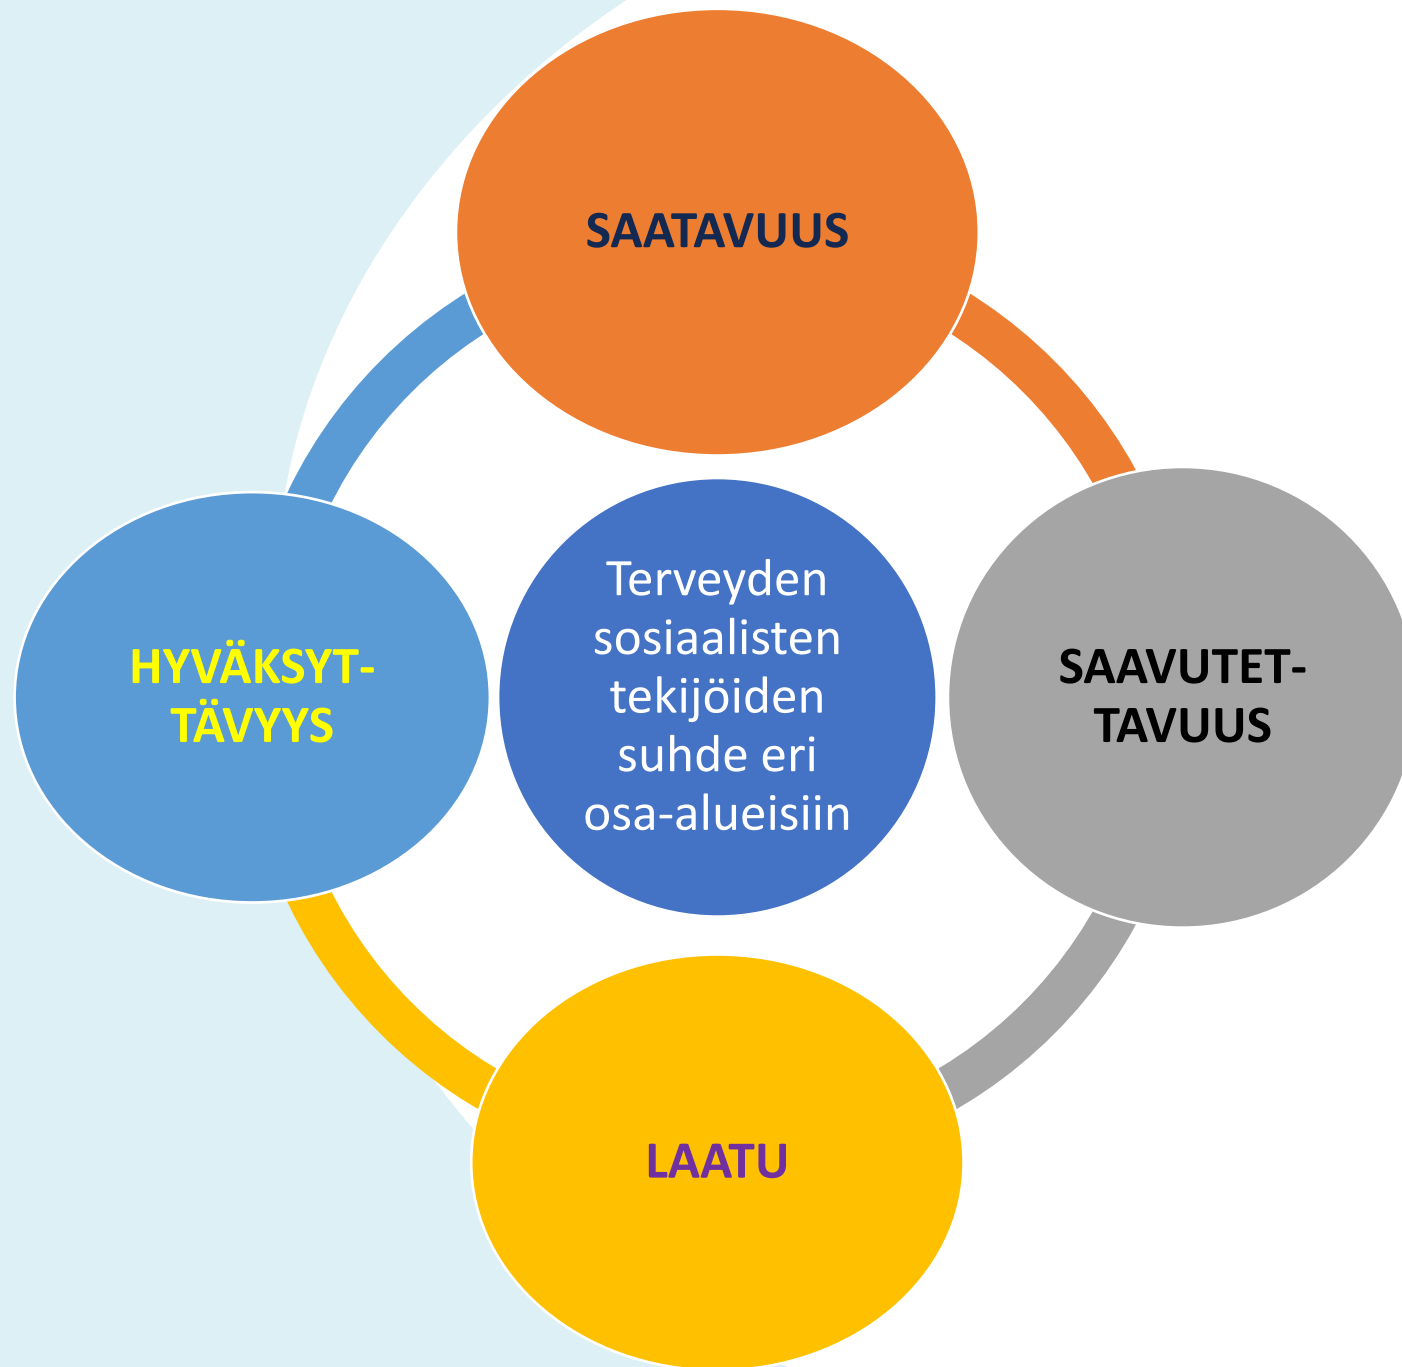 SAATAVUUS
HYVÄKSYT-
TÄVYYS
Terveyden
sosiaalisten
tekijöiden
suhde eri
osa-alueisiin
SAAVUTET-
TAVUUS
LAATU